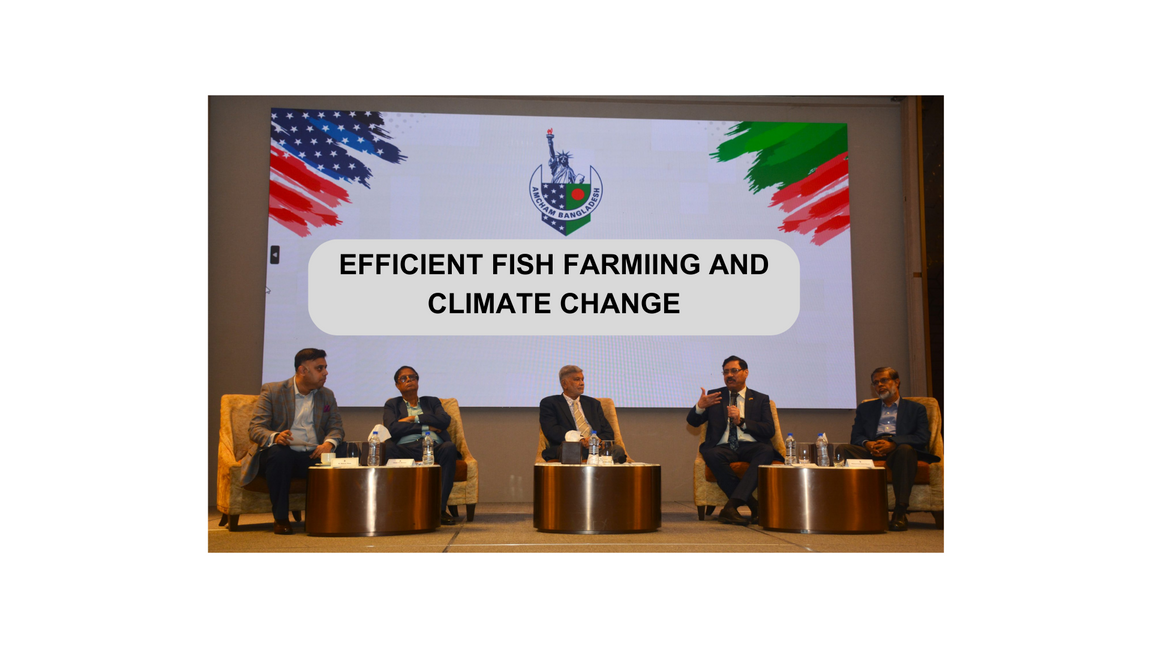 AMCHAM BANGLADESH
EFFICIENT FISH FARMIING AND
CLIMATE CHANGE